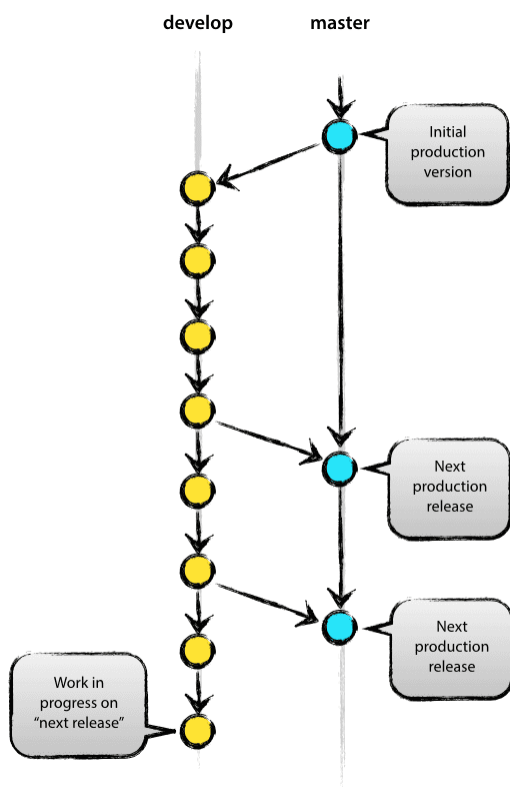 develop
master
Initial
production
version
Next
production
release
Next
production
release
Work in
progress on
“next release”